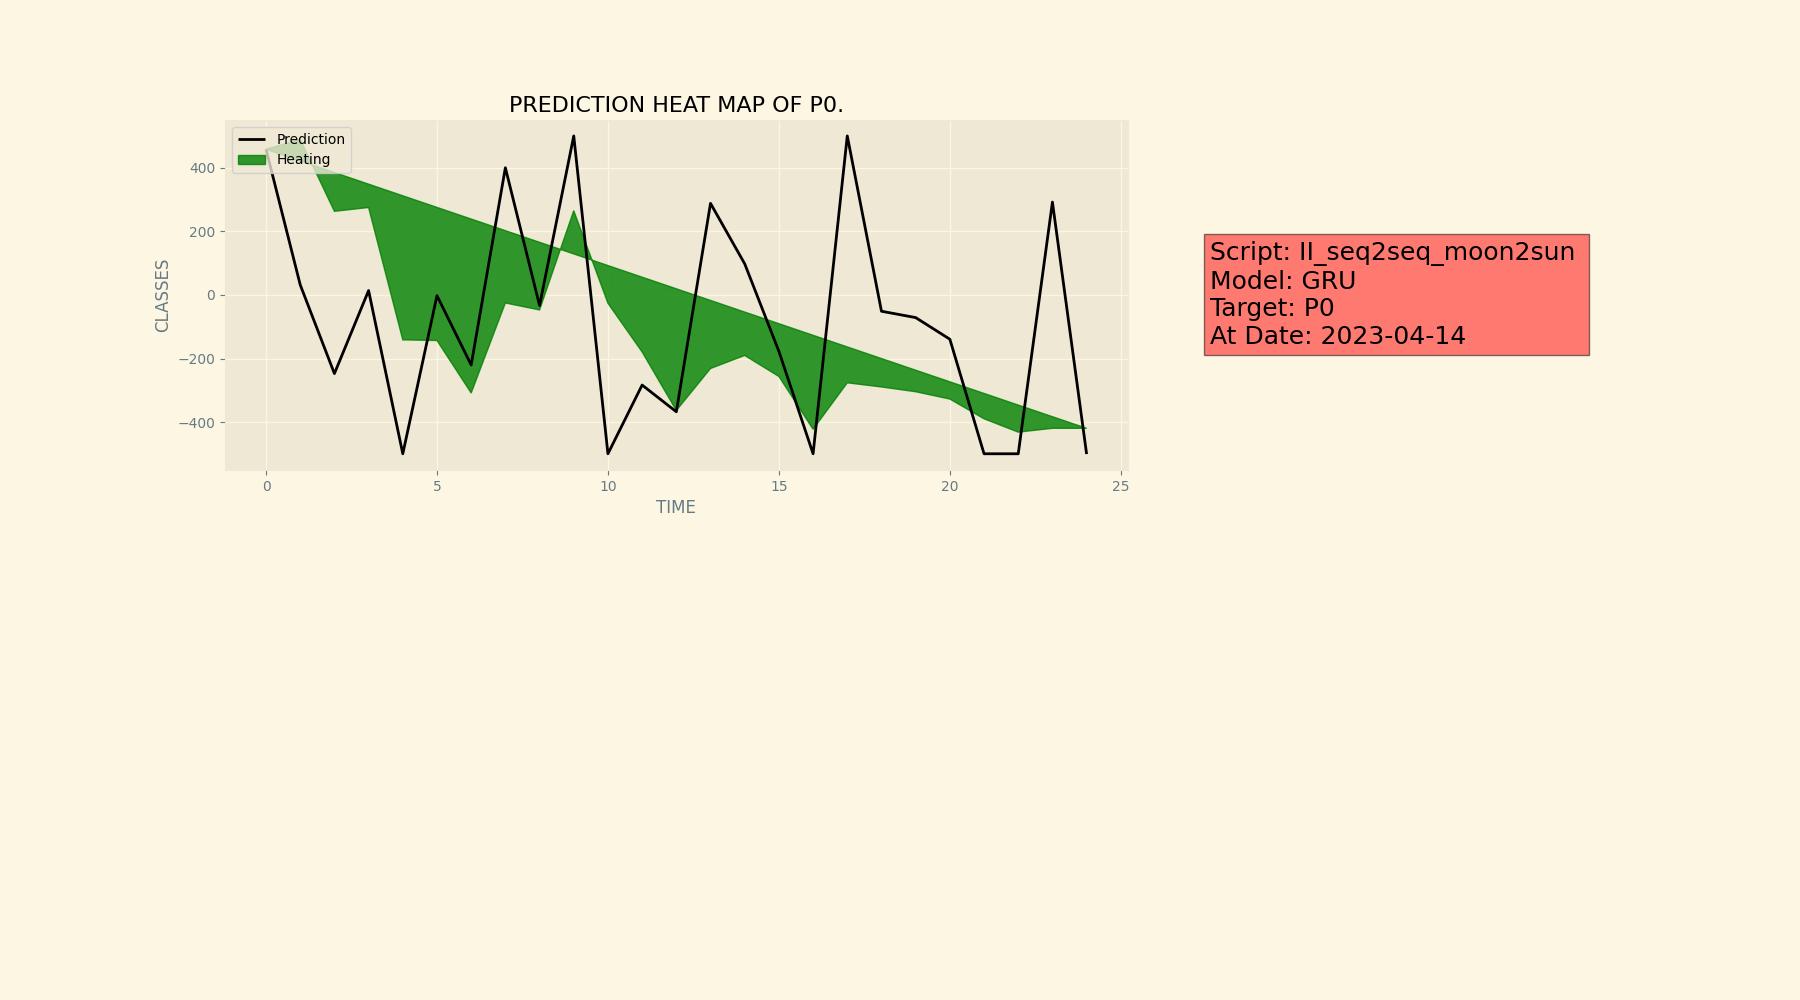 PREDICTION HEAT MAP OF P0.
Prediction
Heating
400
200
0
−200
−400
CLASSES
0 5 10 15 20 25
TIME
Script: II_seq2seq_moon2sun
Model: GRU
Target: P0
At Date: 2023-04-14